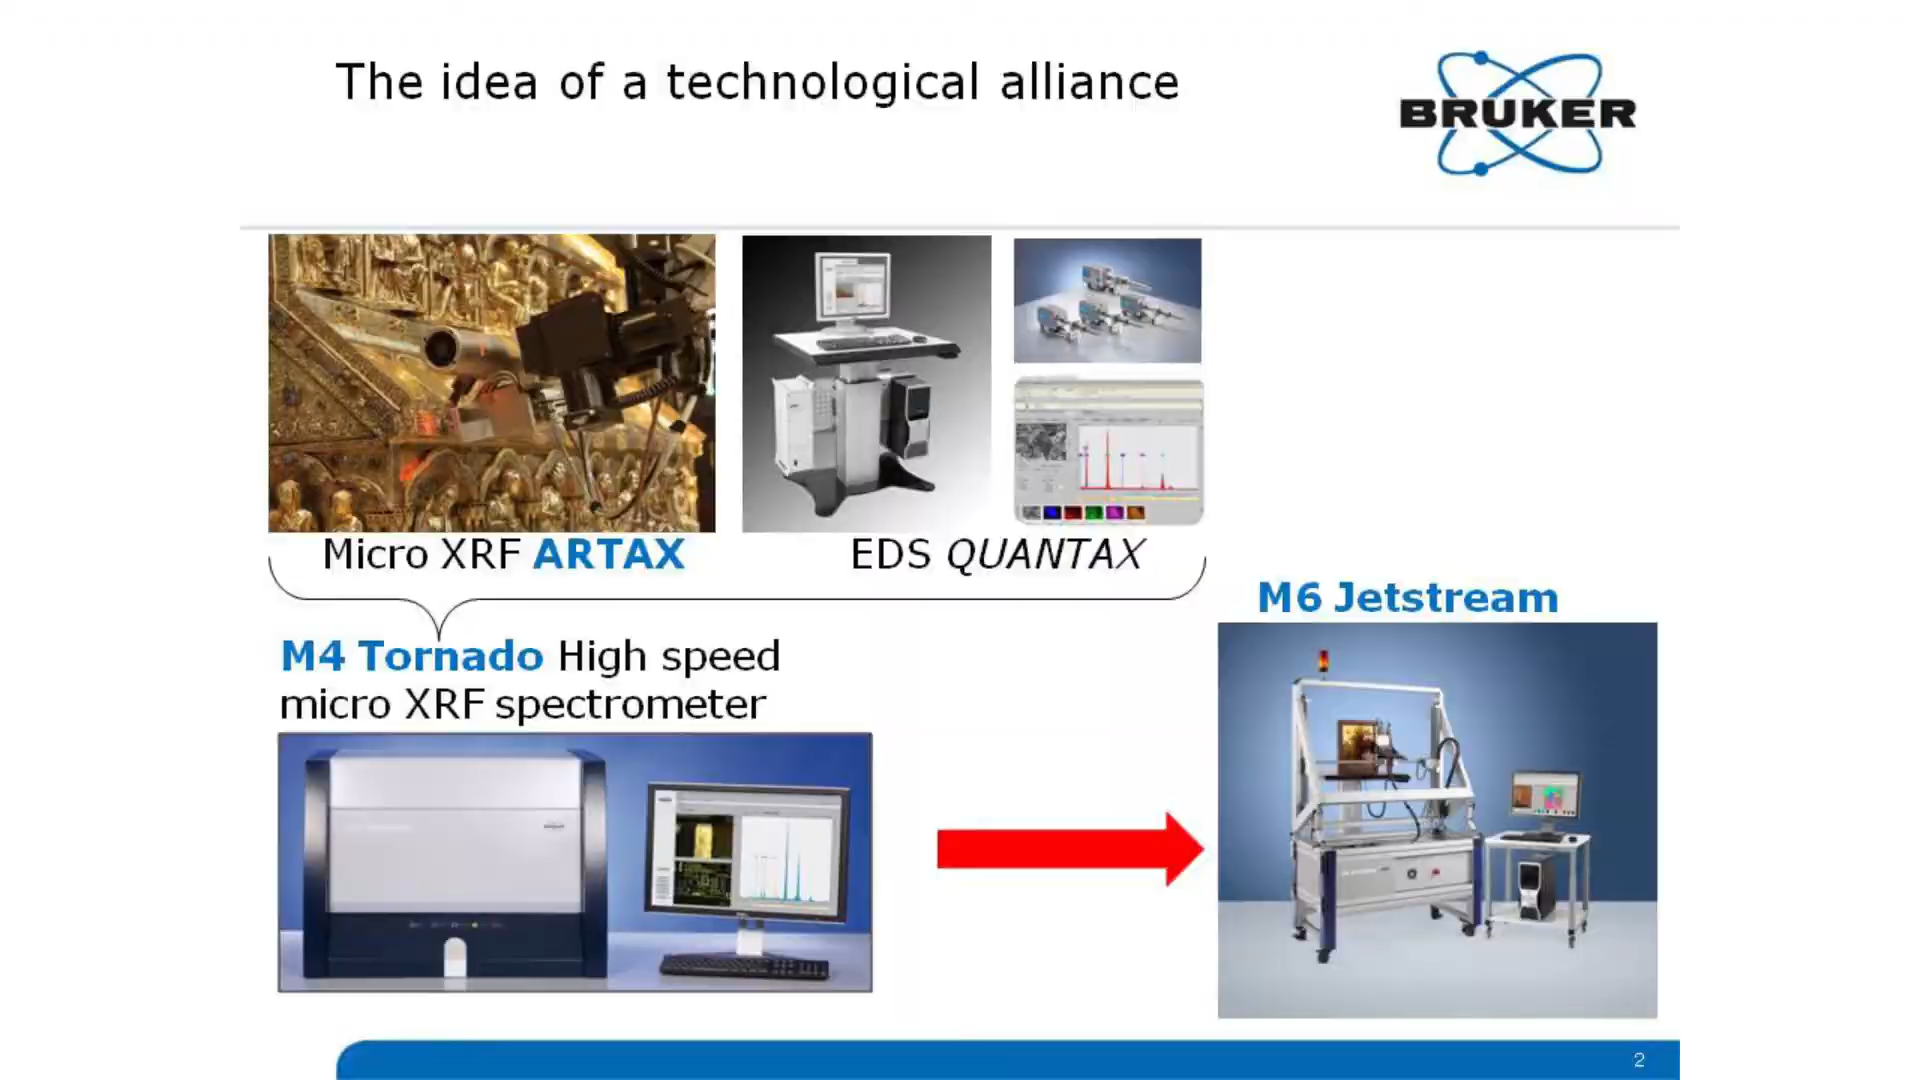 The idea of a technological alliance
BRUKER
Micro XRF ARTAX
EDS QUANTAX
M4 Tornado High speed
micro XRF spectrometer
M6 Jetstream
2